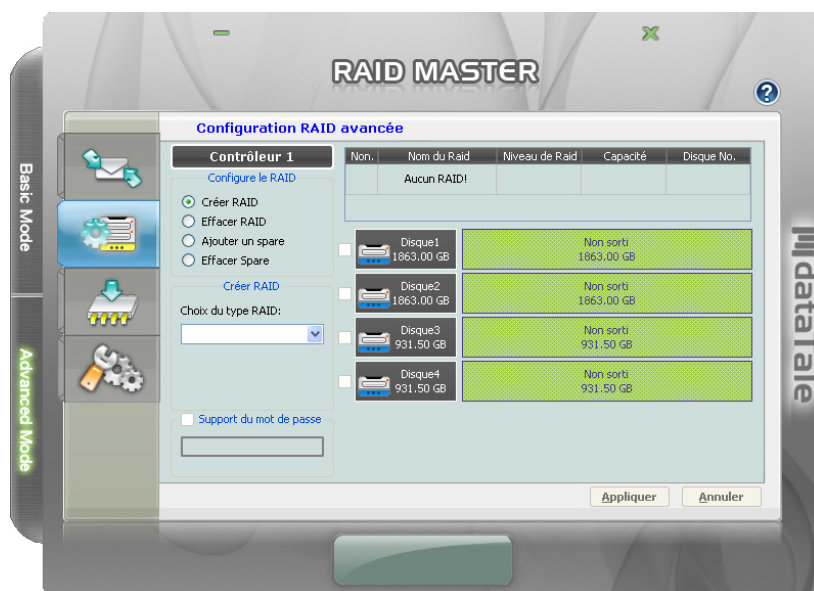 RAID MASTER
Basic Mode
Advanced Mode
Configuration RAID avancée
Contrôleur 1
Configure le RAID
Créer RAID
Effacer RAID
Ajouter un spare
Effacer Spare
Créer RAID
Choix du type RAID:
Support du mot de passe
Non. Nom du Raid Niveau de Raid Capacité Disque No.
Aucun RAID!
Disque1
1863.00 GB
Non sorti
1863.00 GB
Disque2
1863.00 GB
Non sorti
1863.00 GB
Disque3
931.50 GB
Non sorti
931.50 GB
Disque4
931.50 GB
Non sorti
931.50 GB
Appliquer Annuler
dataTale